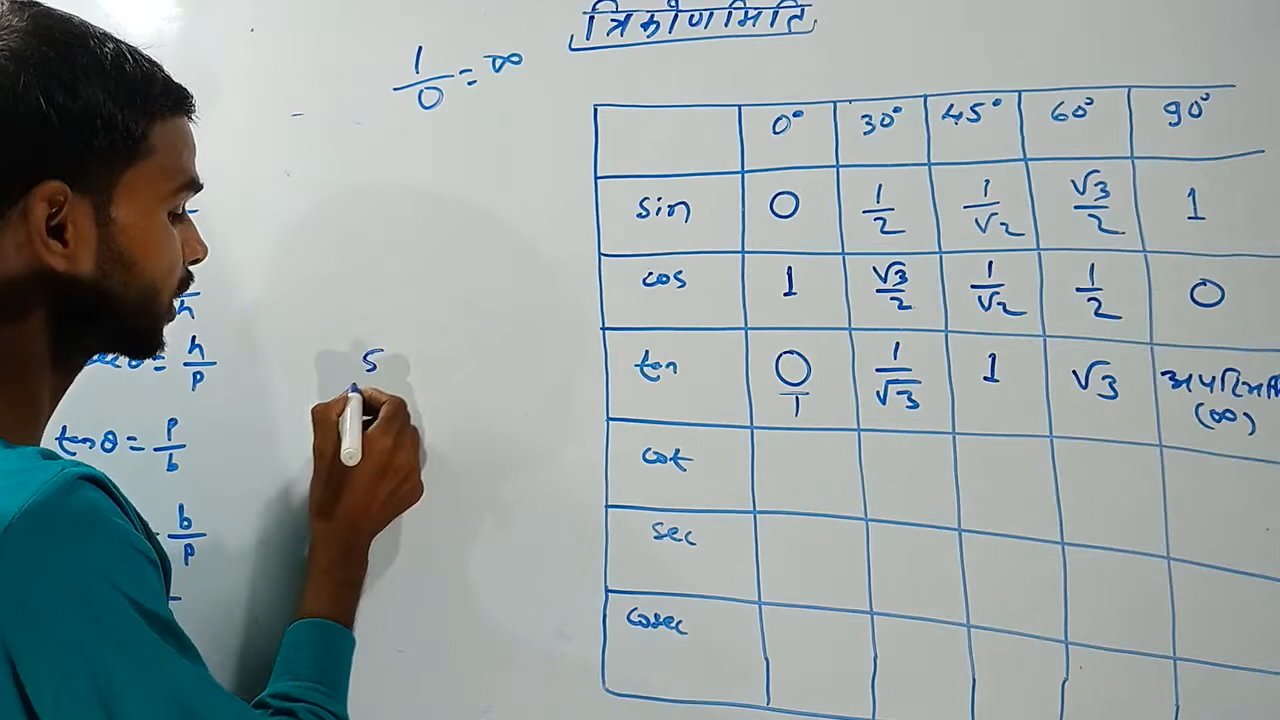 त्रिकोणमिति
1/0 = ∞
0° 30° 45° 60° 90°
sin 0 1/2 1/√2 √3/2 1
cos 1 √3/2 1/√2 1/2 0
tan 0/1 1/√3 1 √3 (∞)
cot
sec
cosec
h
θ = h/p
tanθ = p/b
b/p
5